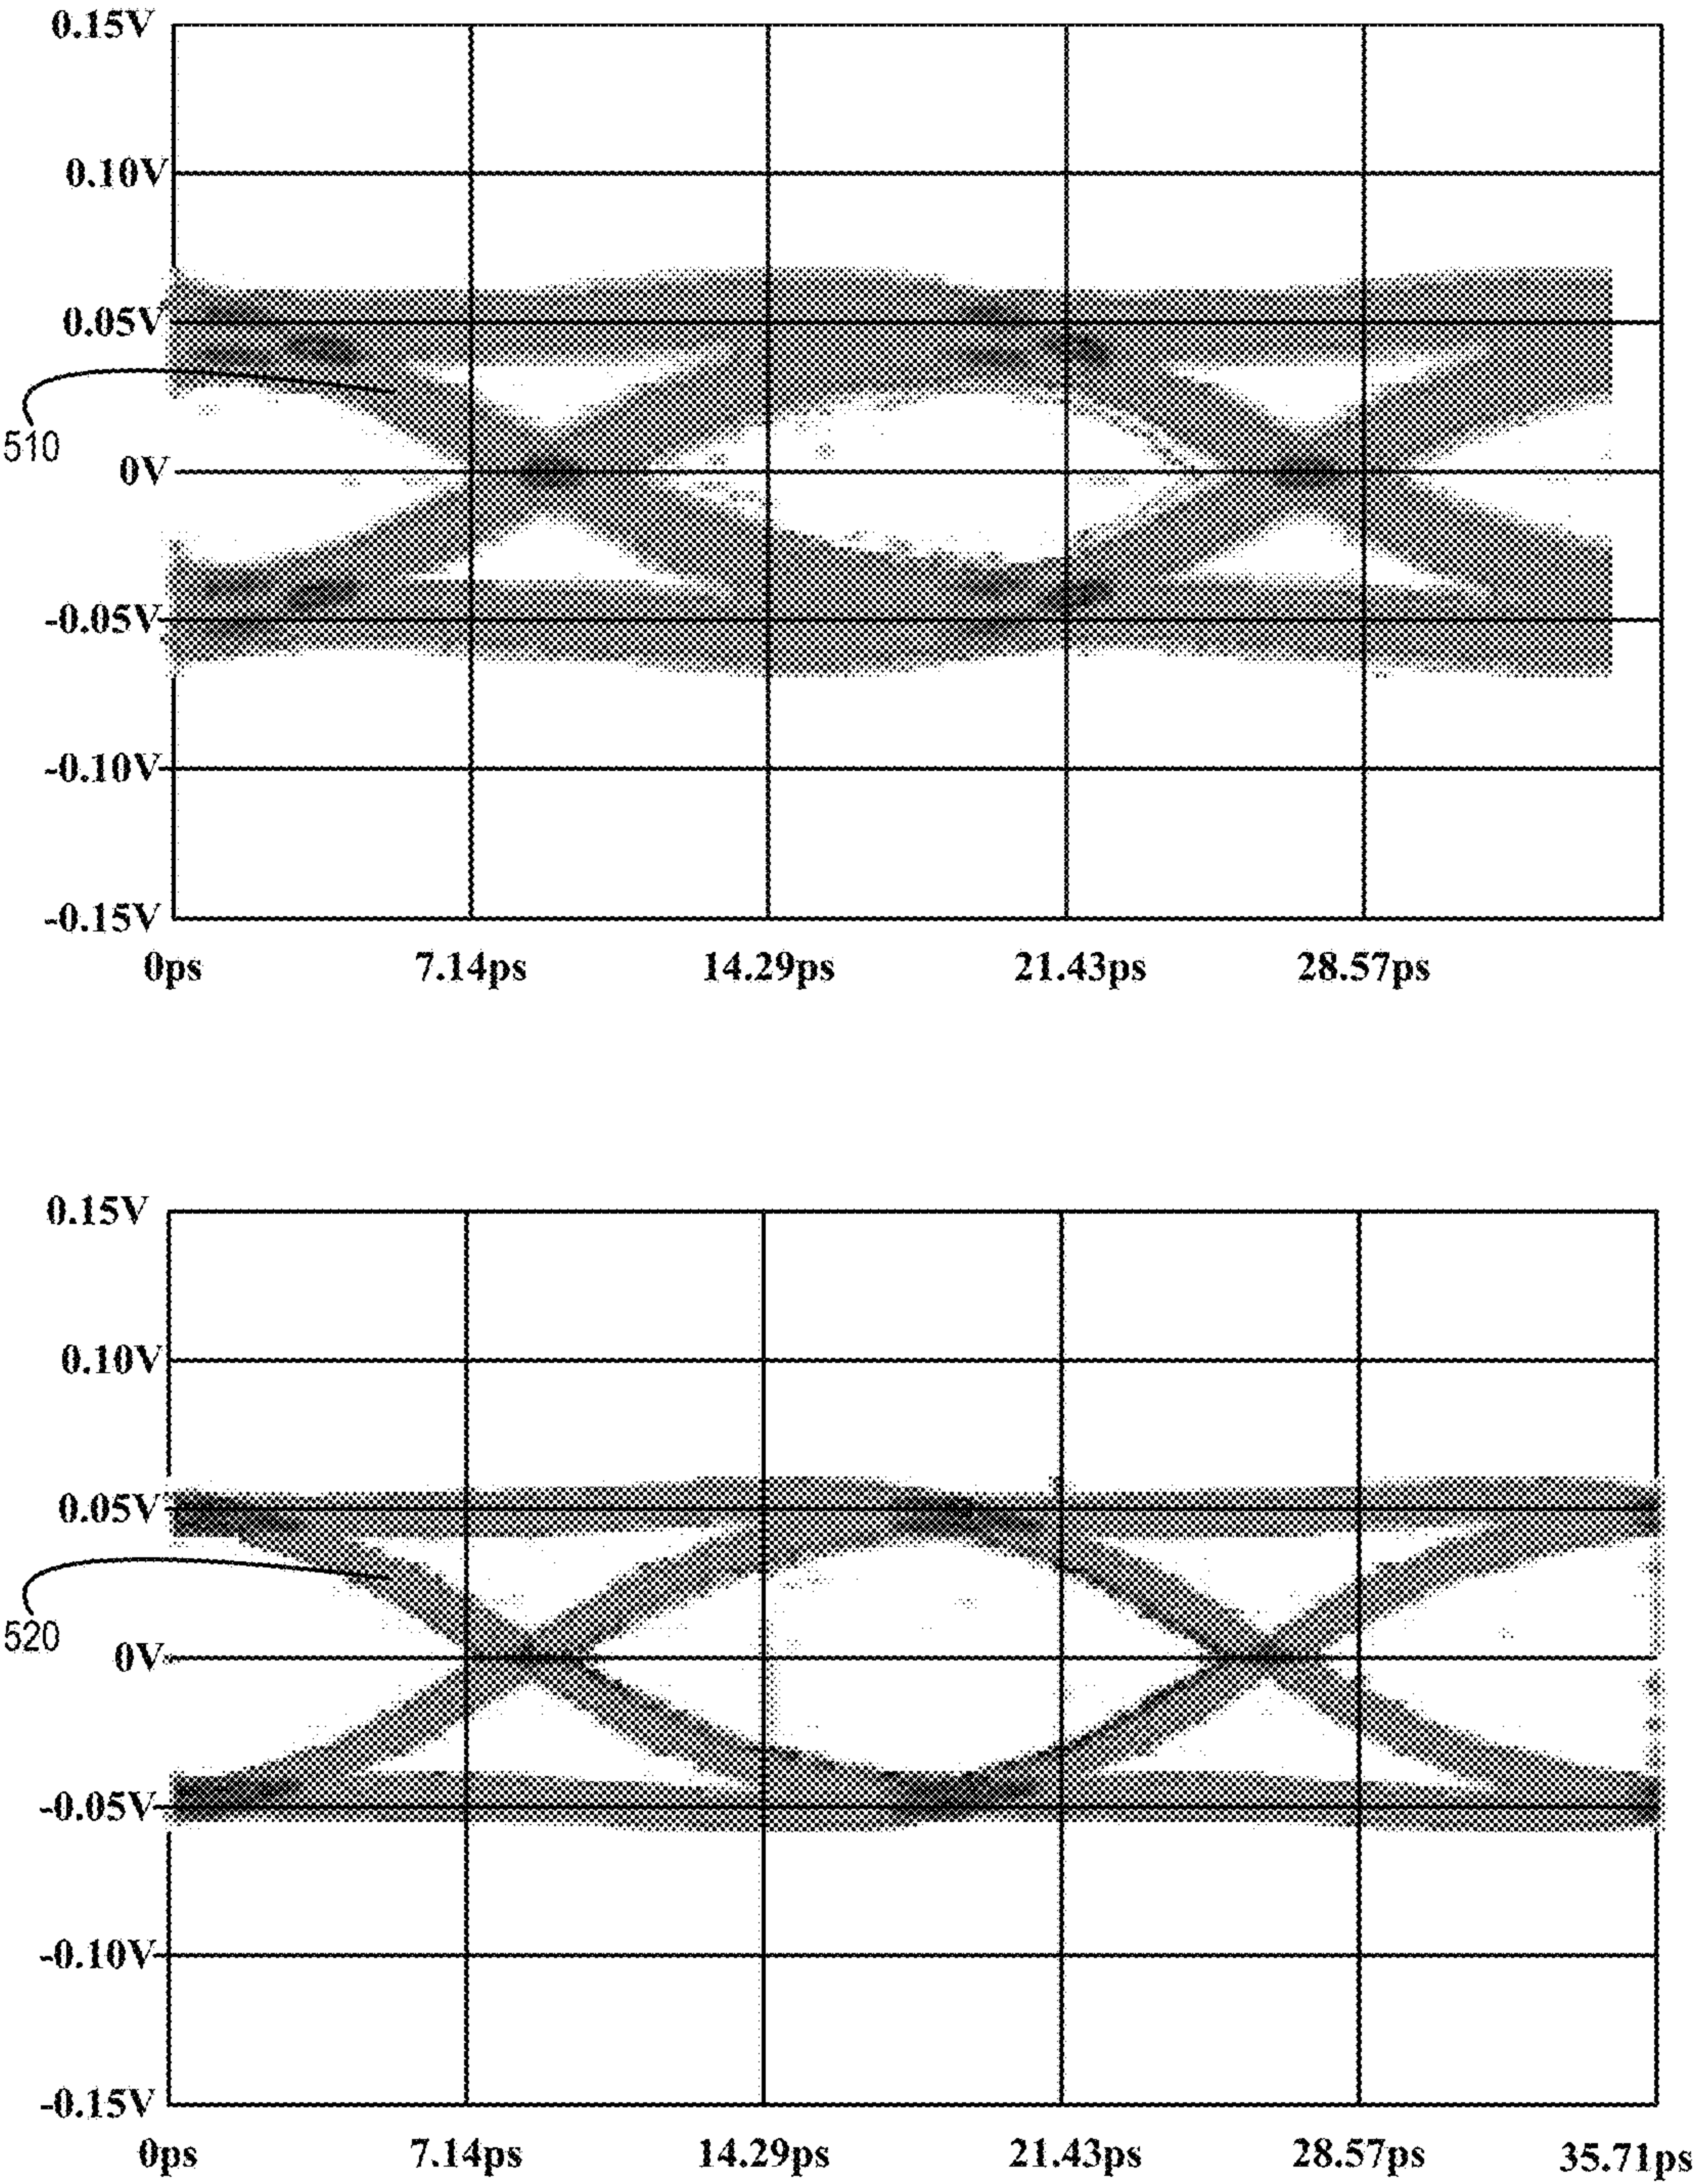 0.15V
0.10V
0.05V
510
0V
-0.05V
-0.10V
-0.15V
0ps 7.14ps 14.29ps 21.43ps 28.57ps
0.15V
0.10V
0.05V
520
0V
-0.05V
-0.10V
-0.15V
0ps 7.14ps 14.29ps 21.43ps 28.57ps 35.71ps